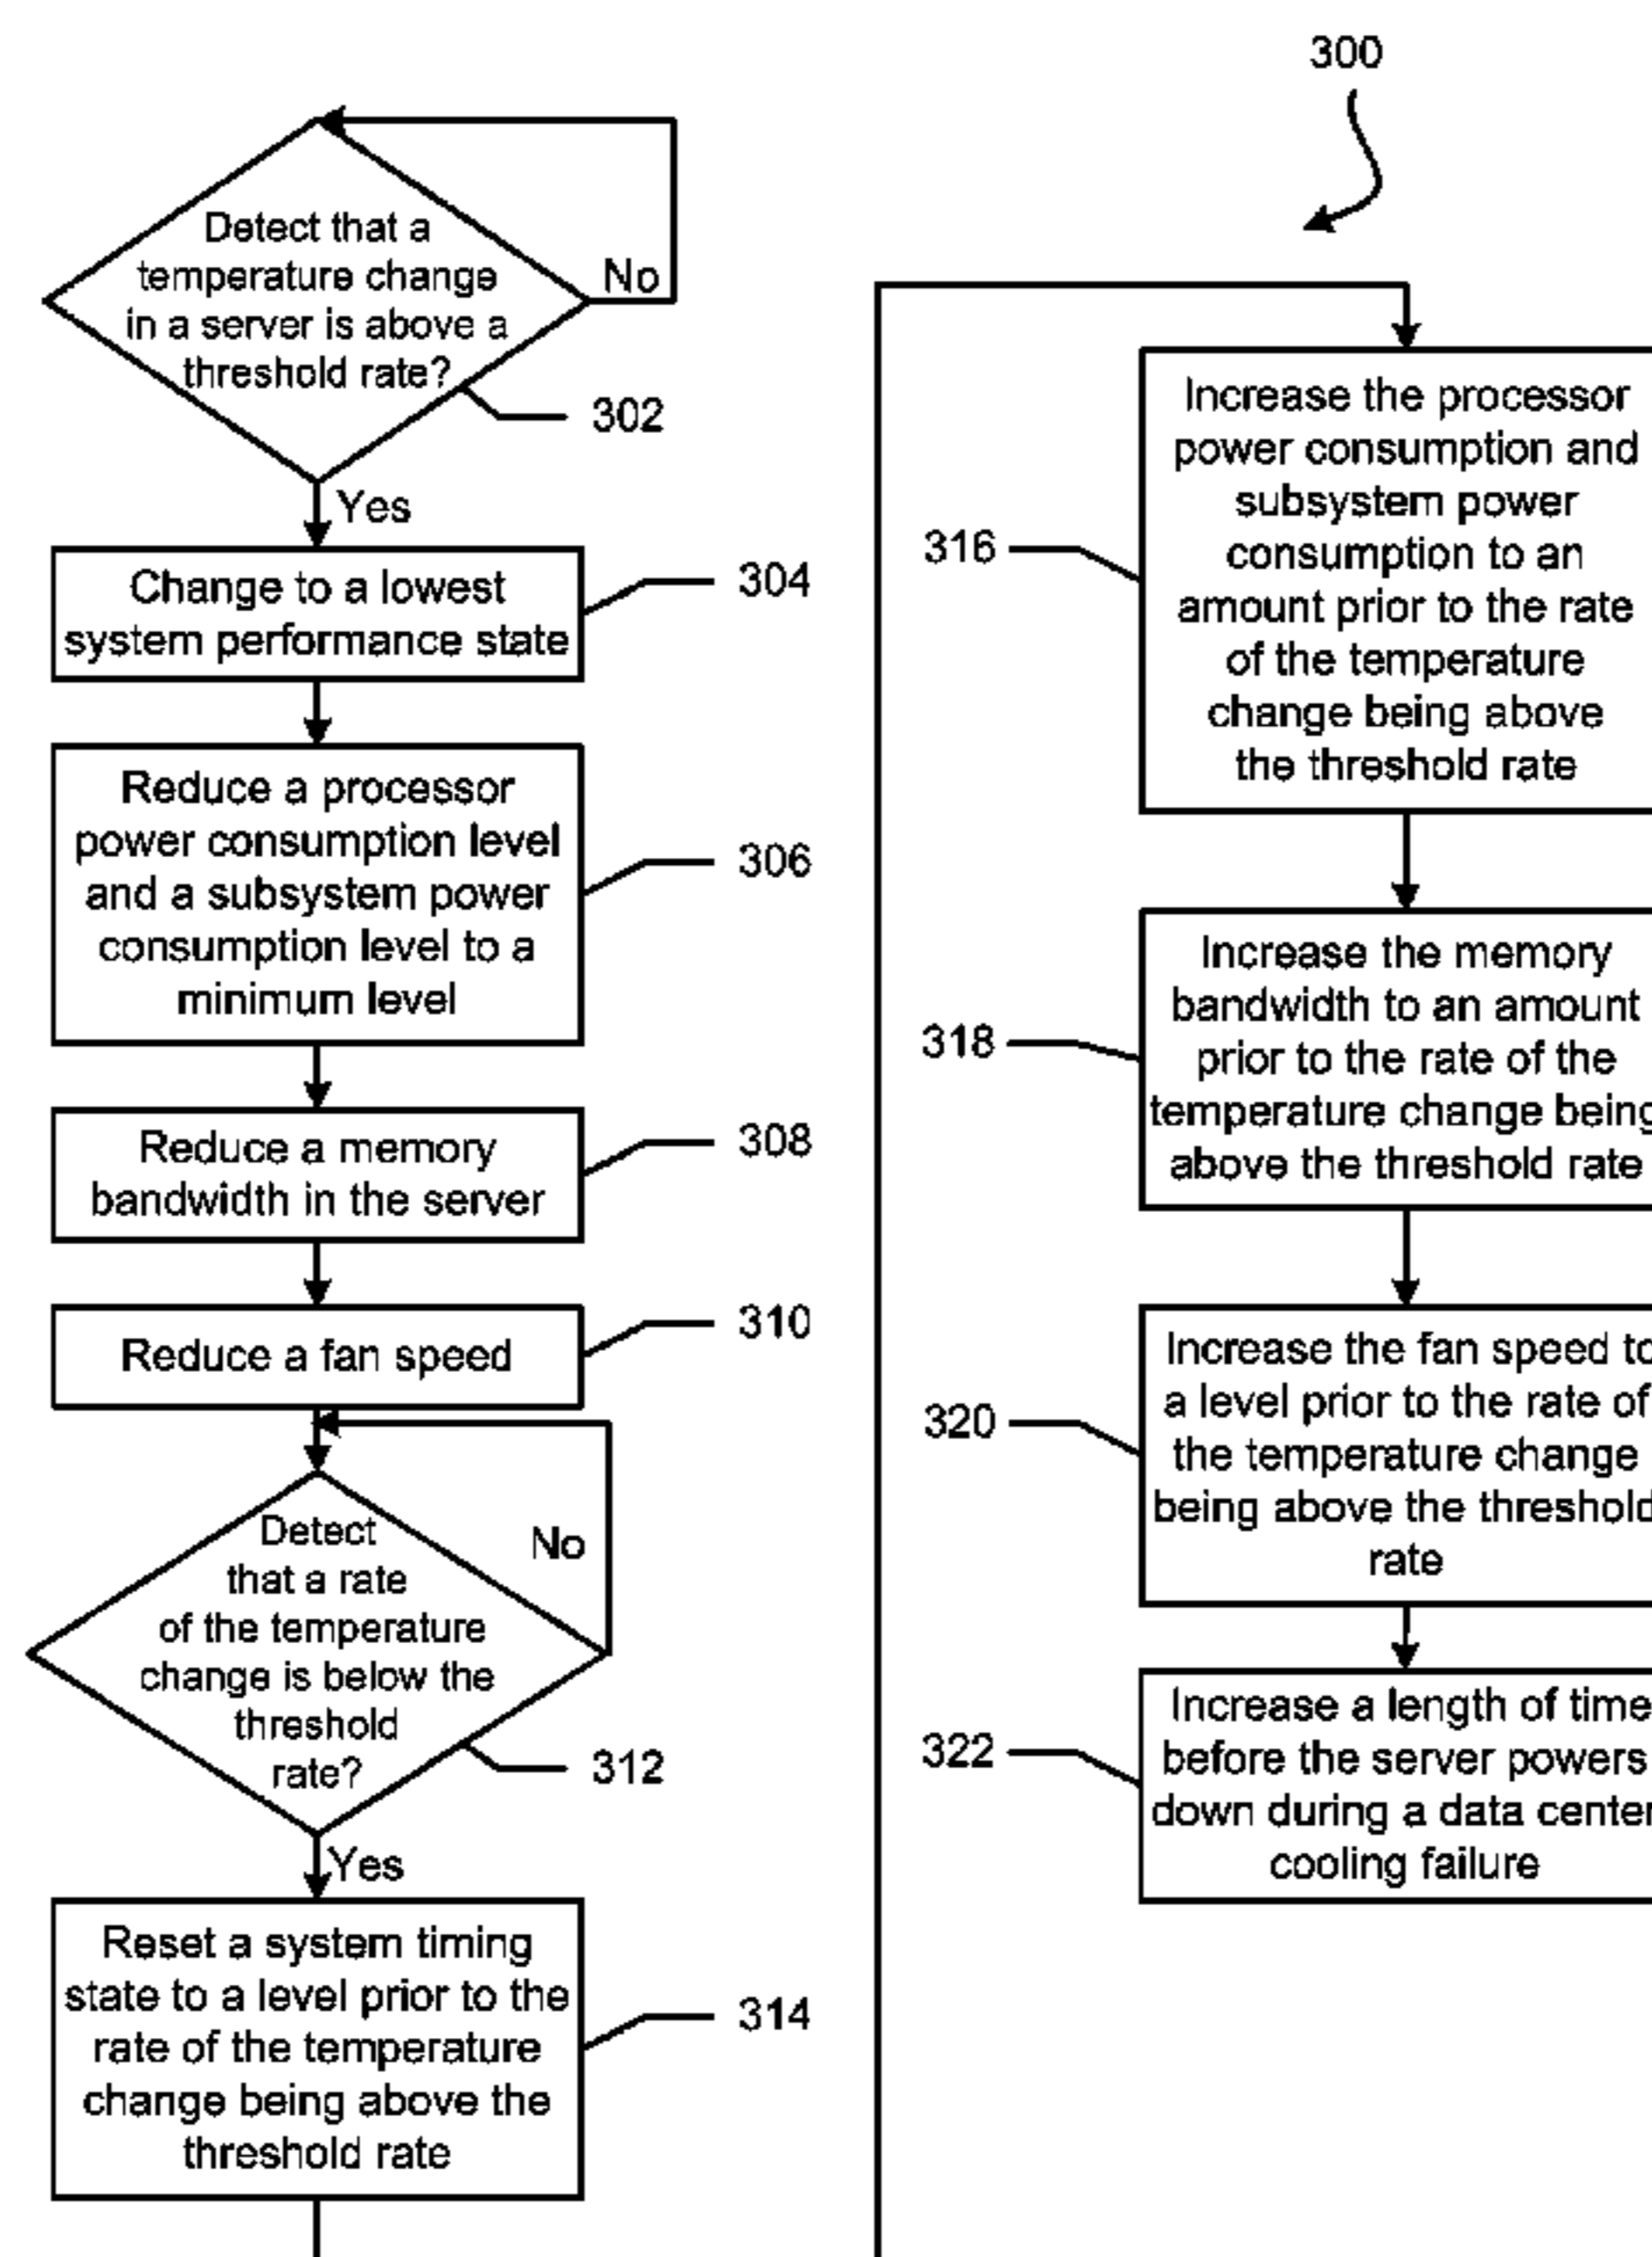 300
Detect that a
temperature change
in a server is above a
threshold rate?
No
302
Yes
Change to a lowest
system performance state
304
Reduce a processor
power consumption level
and a subsystem power
consumption level to a
minimum level
306
Reduce a memory
bandwidth in the server
308
Reduce a fan speed
310
Detect
that a rate
of the temperature
change is below the
threshold
rate?
No
312
Yes
Reset a system timing
state to a level prior to the
rate of the temperature
change being above the
threshold rate
314
Increase the processor
power consumption and
subsystem power
consumption to an
amount prior to the rate
of the temperature
change being above
the threshold rate
316
Increase the memory
bandwidth to an amount
prior to the rate of the
temperature change being
above the threshold rate
318
Increase the fan speed to
a level prior to the rate of
the temperature change
being above the threshold
rate
320
Increase a length of time
before the server powers
down during a data center
cooling failure
322